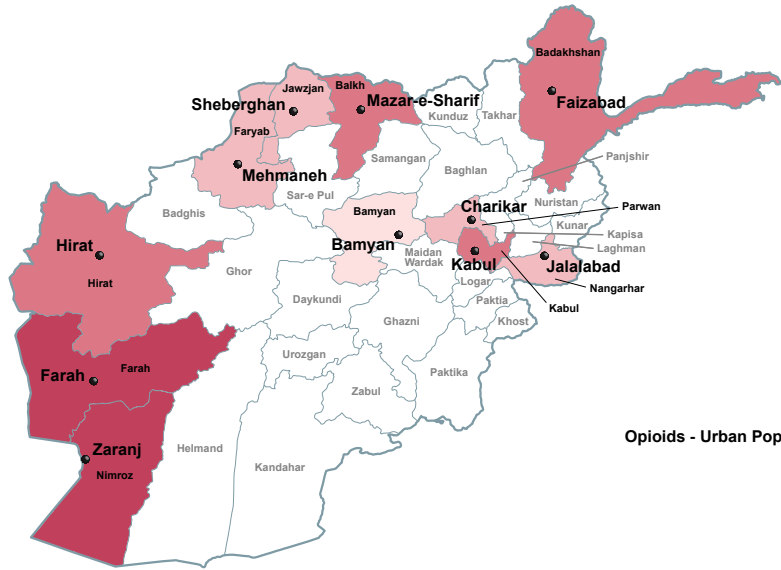 Badakhshan
Jawzjan
Balkh
Sheberghan
Mazar-e-Sharif
Faizabad
Kunduz
Takhar
Faryab
Samangan
Panjshir
Mehmaneh
Baghlan
Sar-e Pul
Nuristan
Badghis
Charikar
Parwan
Bamyan
Kunar
Kapisa
Hirat
Bamyan
Laghman
Maidan
Wardak
Kabul
Jalalabad
Ghor
Hirat
Logar
Nangarhar
Daykundi
Paktia
Kabul
Ghazni
Khost
Urozgan
Farah
Farah
Paktika
Zabul
Opioids - Urban Pop
Zaranj
Helmand
Nimroz
Kandahar